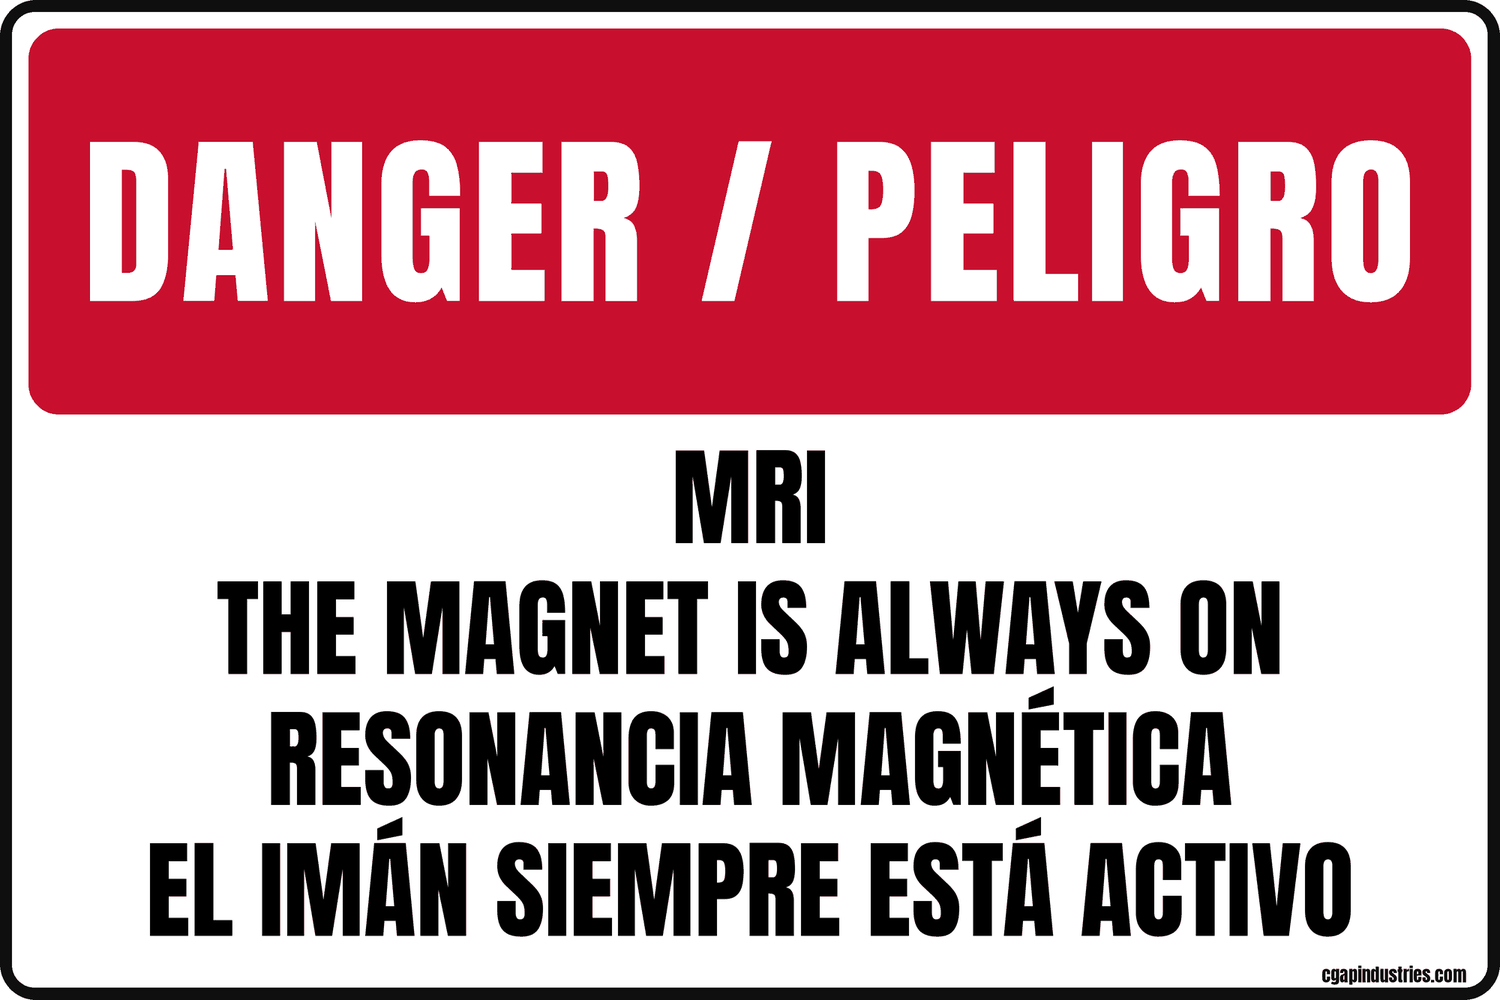 DANGER / PELIGRO
MRI
THE MAGNET IS ALWAYS ON
RESONANCIA MAGNÉTICA
EL IMÁN SIEMPRE ESTÁ ACTIVO
cgapindustries.com